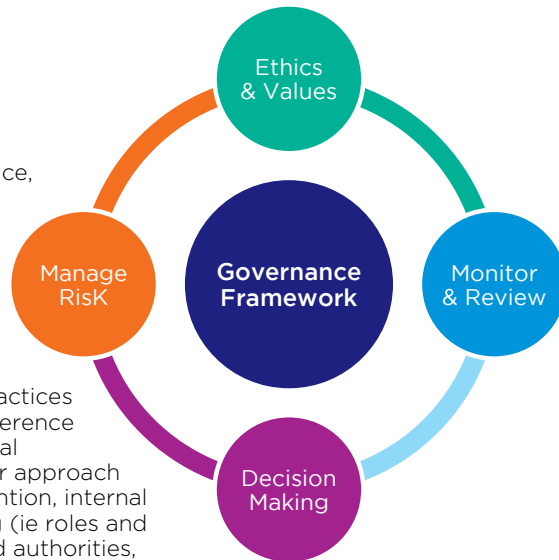 Ethics
& Values
ce,
Manage
RisK
Governance
Framework
Monitor
& Review
actices
erence
al
r approach
ntion, internal
g (ie roles and
d authorities,
Decision
Making